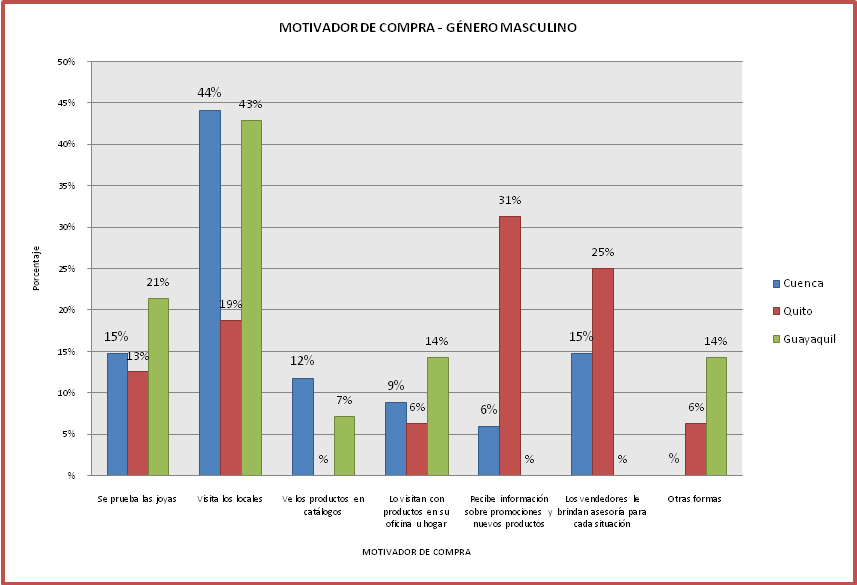 MOTIVADOR DE COMPRA - GÉNERO MASCULINO
50%
45%
40%
35%
30%
25%
20%
15%
10%
5%
%
Porcentaje
15%
13%
21%
44%
19%
43%
12%
%
7%
9%
6%
14%
6%
31%
%
15%
25%
%
%
6%
14%
Se prueba las joyas
Visita los locales
Ve los productos en
catálogos
Lo visitan con
productos en su
oficina u hogar
Recibe información
sobre promociones y
nuevos productos
Los vendedores le
brindan asesoría para
cada situación
Otras formas
MOTIVADOR DE COMPRA
Cuenca
Quito
Guayaquil